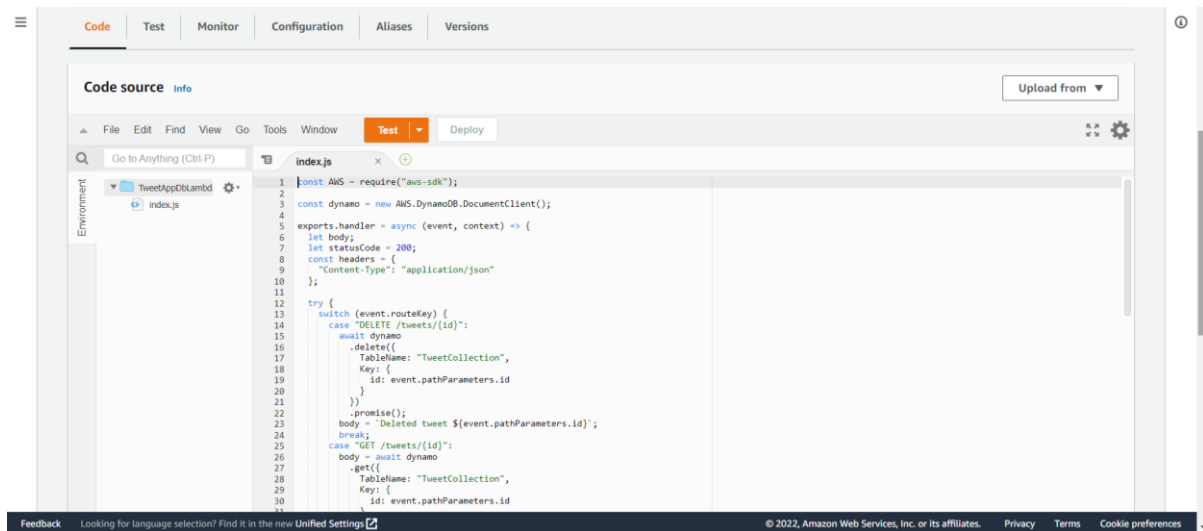 Code Test Monitor Configuration Aliases Versions
Code source Info
Upload from
File Edit Find View Go Tools Window Test Deploy
Go to Anything (Ctrl-P)
index.js
Environment
TweetAppDbLambd
index.js
1 const AWS = require("aws-sdk");
2
3 const dynamo = new AWS.DynamoDB.DocumentClient();
4
5 exports.handler = async (event, context) => {
6 let body;
7 let statusCode = 200;
8 const headers = {
9 "Content-Type": "application/json"
10 };
11
12 try {
13 switch (event.routeKey) {
14 case "DELETE /tweets/{id}":
15 await dynamo
16 .delete({
17 TableName: "TweetCollection",
18 Key: {
19 id: event.pathParameters.id
20 }
21 })
22 .promise();
23 body = `Deleted tweet ${event.pathParameters.id}`;
24 break;
25 case "GET /tweets/{id}":
26 body = await dynamo
27 .get({
28 TableName: "TweetCollection",
29 Key: {
30 id: event.pathParameters.id
Feedback Looking for language selection? Find it in the new Unified Settings © 2022, Amazon Web Services, Inc. or its affiliates. Privacy Terms Cookie preferences